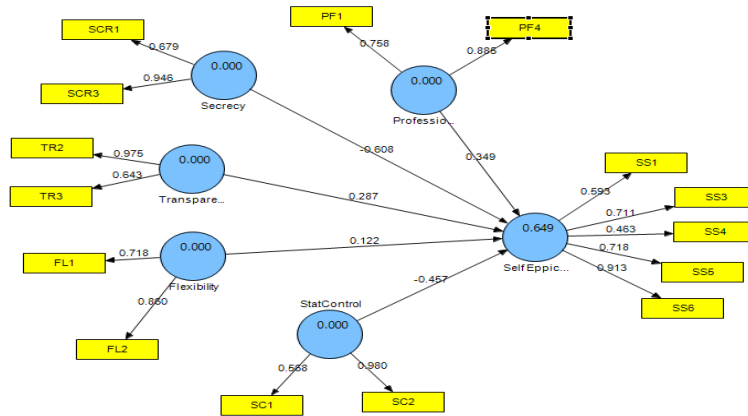 SCR1
0.679
0.000
SCR3
0.946
Secrecy
PF1
0.758
PF4
0.885
0.000
Professio...
-0.608
0.349
TR2
0.975
0.000
TR3
0.643
Transpare...
0.287
SS1
0.593
SS3
0.711
0.649
0.463
SS4
Self Eppic...
0.718
SS5
0.913
SS6
FL1
0.718
0.000
Flexibility
0.122
FL2
StatControl
-0.457
0.000
SC1
0.980
SC2